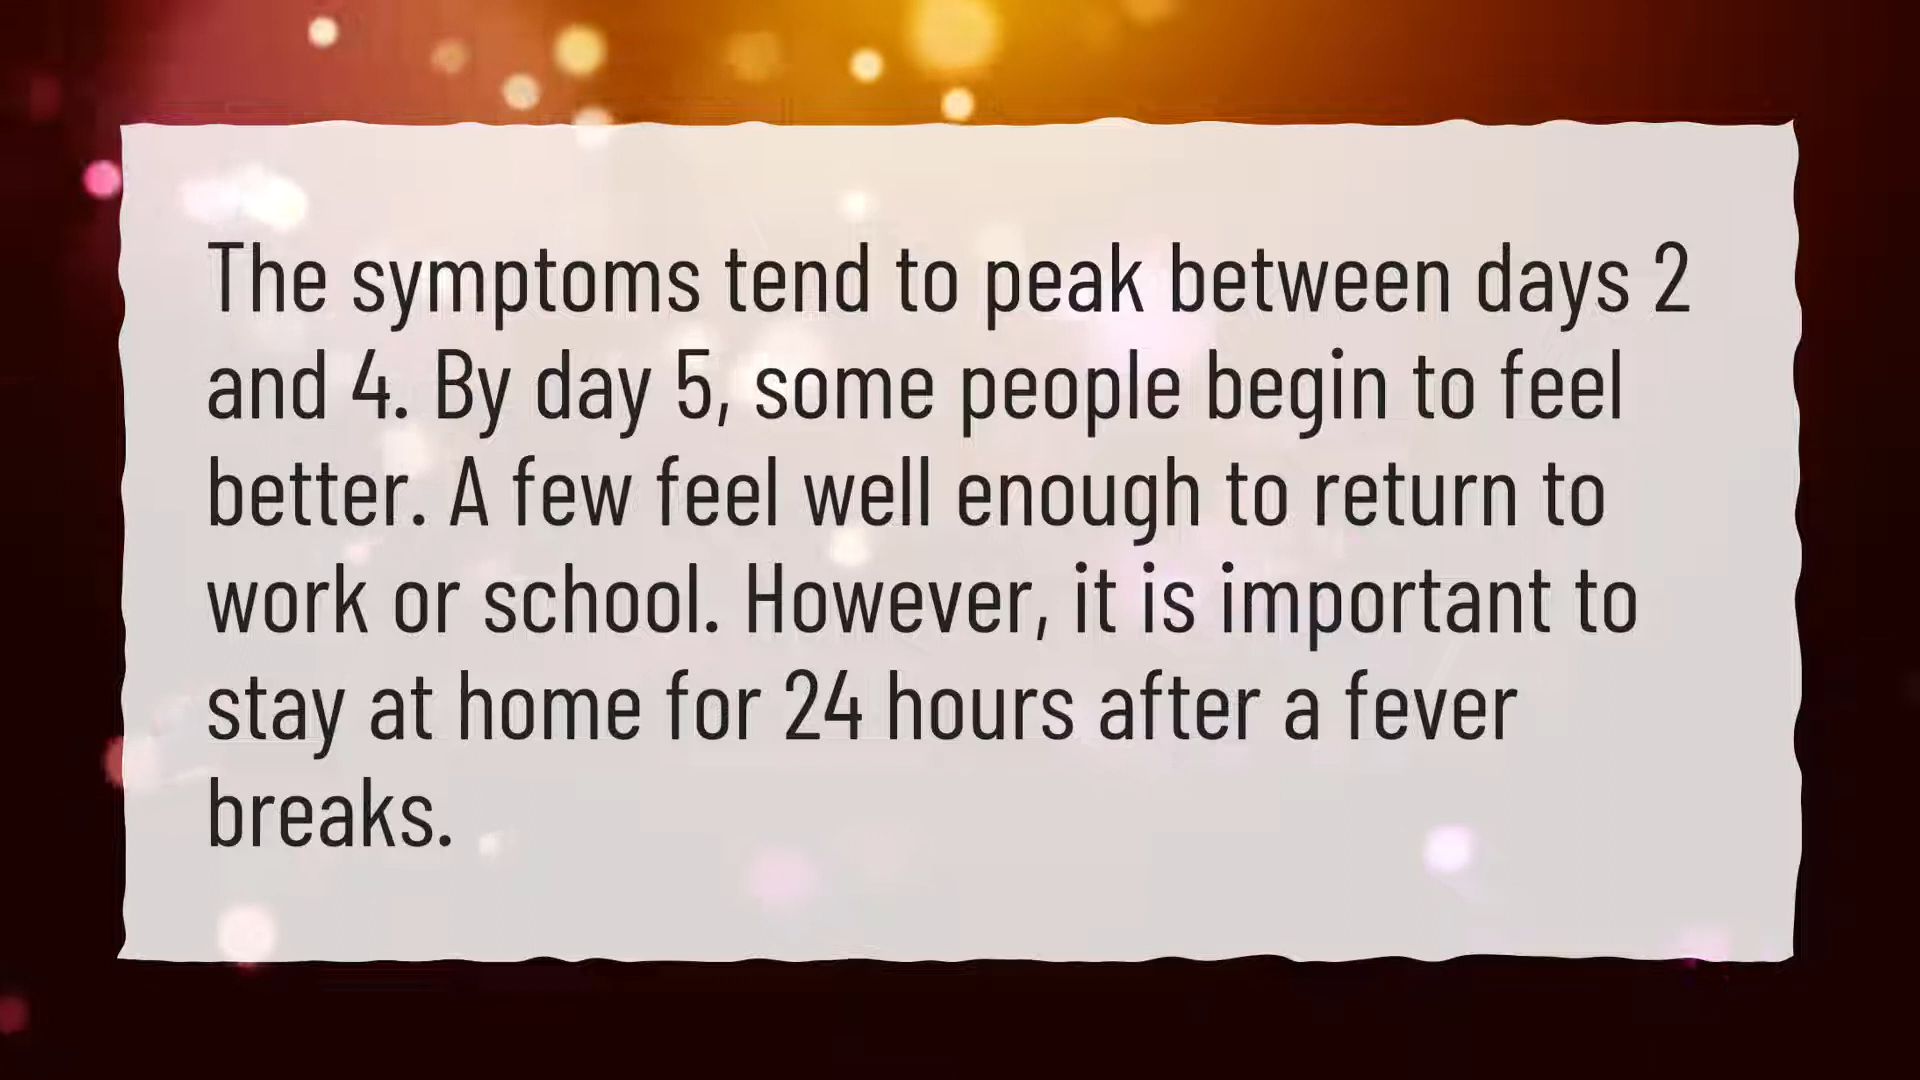 The symptoms tend to peak between days 2
and 4. By day 5, some people begin to feel
better. A few feel well enough to return to
work or school. However, it is important to
stay at home for 24 hours after a fever
breaks.